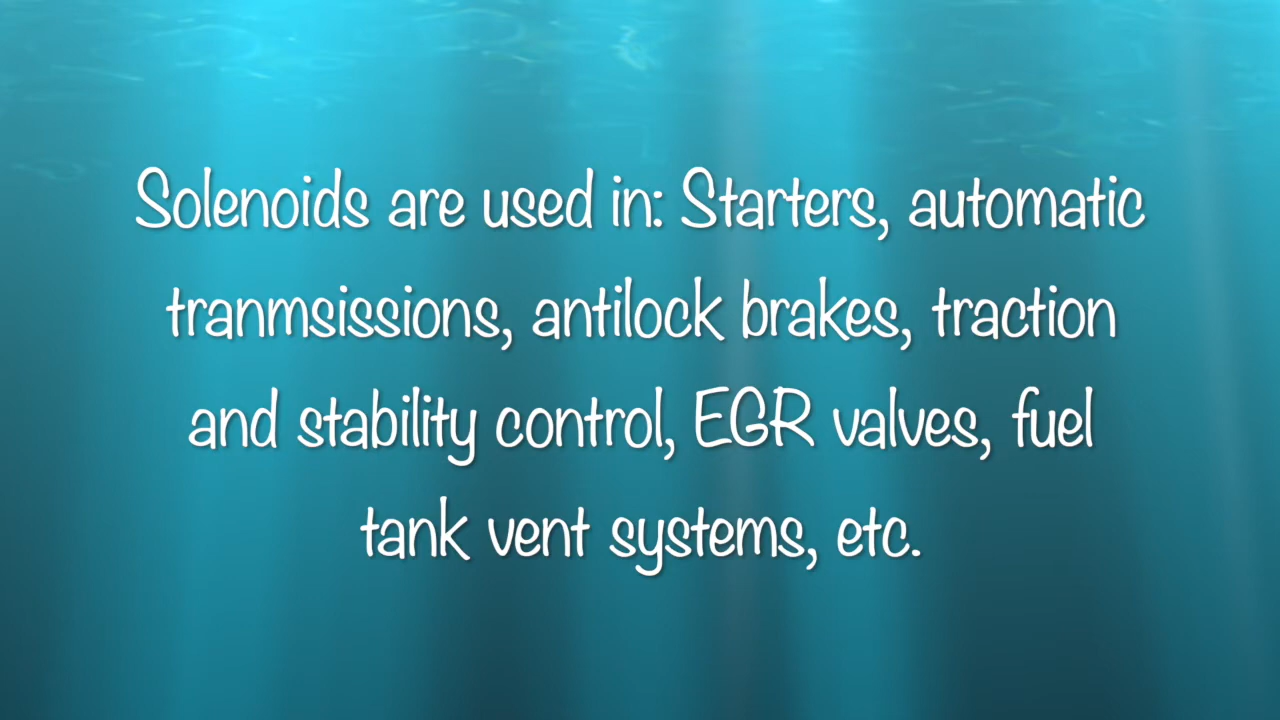 Solenoids are used in: Starters, automatic
tranmsissions, antilock brakes, traction
and stability control, EGR valves, fuel
tank vent systems, etc.